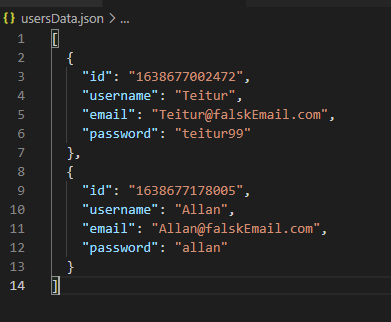 {} usersData.json > ...
1 [
2 {
3 "id": "1638677002472",
4 "username": "Teitur",
5 "email": "Teitur@falskEmail.com",
6 "password": "teitur99"
7 },
8 {
9 "id": "1638677178005",
10 "username": "Allan",
11 "email": "Allan@falskEmail.com",
12 "password": "allan"
13 }
14 ]